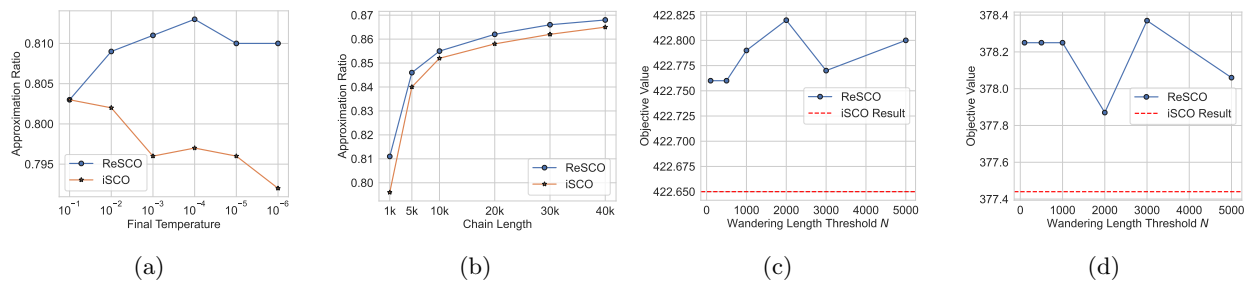 0.810
0.805
0.800
0.795
Approximation Ratio
ReSCO
iSCO
10⁻¹ 10⁻² 10⁻³ 10⁻⁴ 10⁻⁵ 10⁻⁶
Final Temperature
(a)
0.87
0.86
0.85
0.84
0.83
0.82
0.81
0.80
Approximation Ratio
ReSCO
iSCO
1k 5k 10k 20k 30k 40k
Chain Length
(b)
422.825
422.800
422.775
422.750
422.725
422.700
422.675
422.650
Objective Value
ReSCO
iSCO Result
0 1000 2000 3000 4000 5000
Wandering Length Threshold N
(c)
378.4
378.2
378.0
377.8
377.6
377.4
Objective Value
ReSCO
iSCO Result
0 1000 2000 3000 4000 5000
Wandering Length Threshold N
(d)